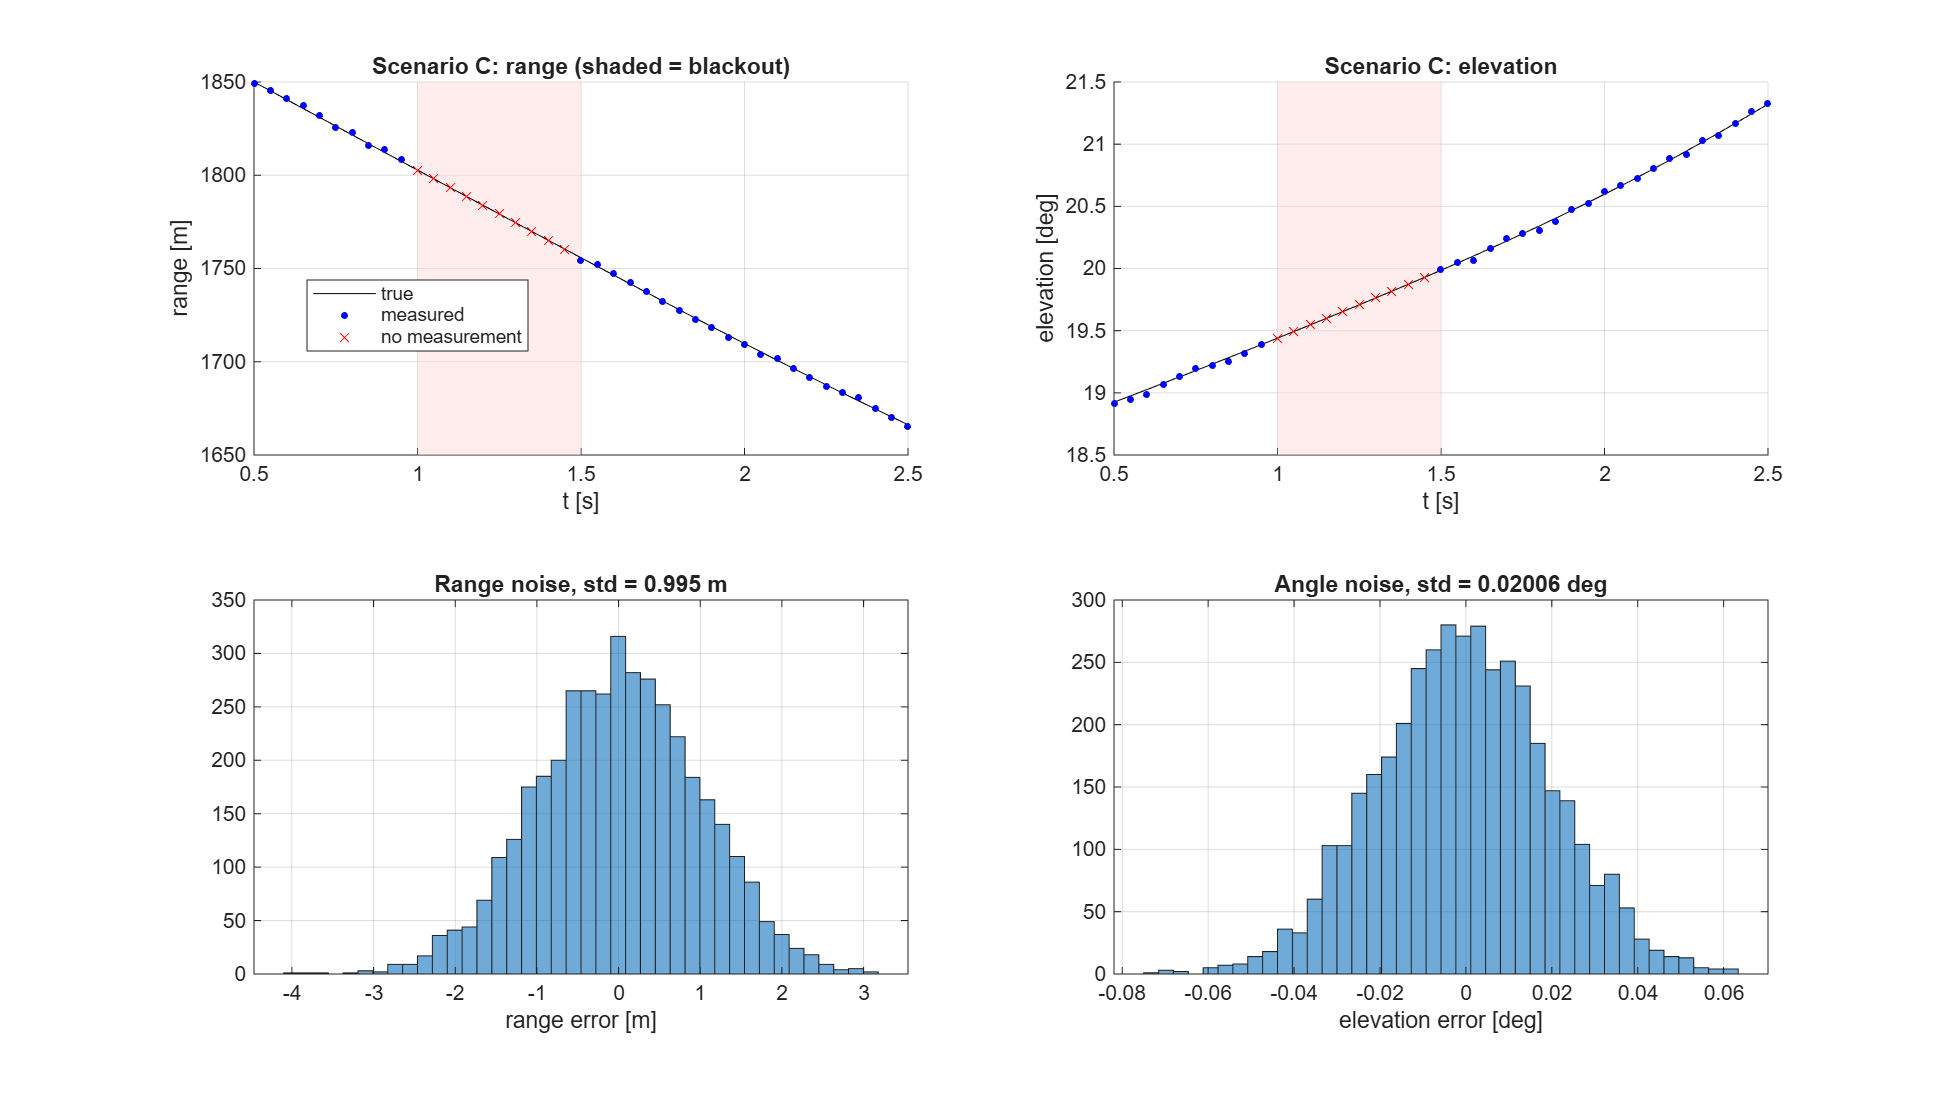 Scenario C: range (shaded = blackout)
1850
1800
1750
1700
1650
range [m]
true
measured
no measurement
0.5 1 1.5 2 2.5
t [s]
Scenario C: elevation
21.5
21
20.5
20
19.5
19
18.5
elevation [deg]
0.5 1 1.5 2 2.5
t [s]
Range noise, std = 0.995 m
350
300
250
200
150
100
50
0
-4 -3 -2 -1 0 1 2 3
range error [m]
Angle noise, std = 0.02006 deg
300
250
200
150
100
50
0
-0.08 -0.06 -0.04 -0.02 0 0.02 0.04 0.06
elevation error [deg]